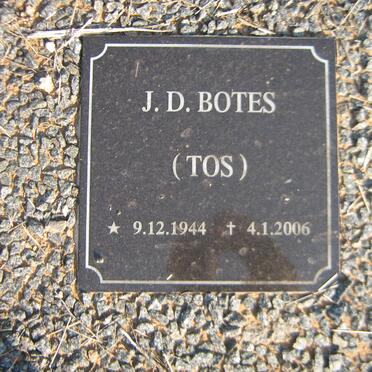 J. D. BOTES
(TOS)
★ 9.12.1944 † 4.1.2006